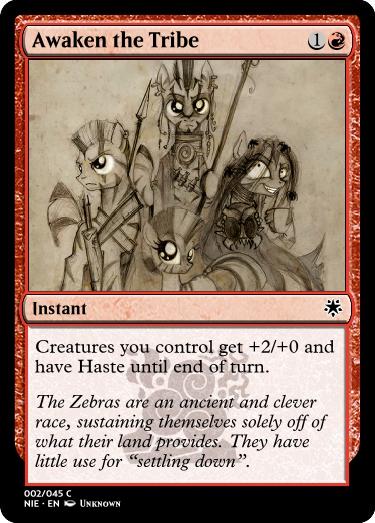 Awaken the Tribe 1
Instant
Creatures you control get +2/+0 and
have Haste until end of turn.
The Zebras are an ancient and clever
race, sustaining themselves solely off of
what their land provides. They have
little use for “settling down”.
002/045 C
NIE · EN Unknown